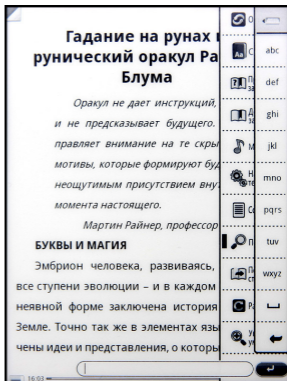 Гадание на рунах и
рунический оракул Ра
Блума
Оракул не дает инструкций,
и не предсказывает будущего.
правляет внимание на те скры
мотивы, которые формируют буд
неощутимым присутствием вну
момента настоящего.
Мартин Райнер, профессор
БУКВЫ И МАГИЯ
Эмбрион человека, развиваясь,
все ступени эволюции – и в каждом
неявной форме заключена история
Земле. Точно так же в элементах язы
чены идеи и представления, о которы
abc
def
ghi
jkl
mno
pqrs
tuv
wxyz
16:03